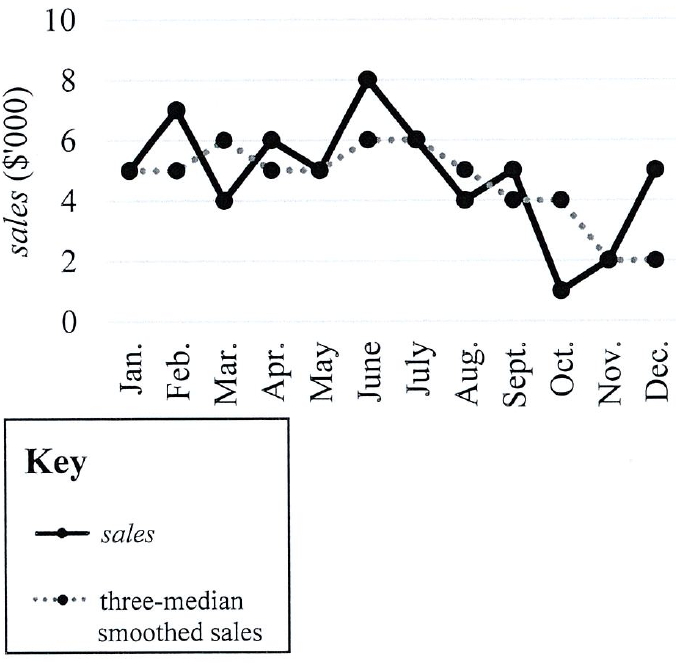 10
8
6
4
2
0
sales ($'000)
Jan.
Feb.
Mar.
Apr.
May
June
July
Aug.
Sept.
Oct.
Nov.
Dec.
Key
sales
three-median
smoothed sales